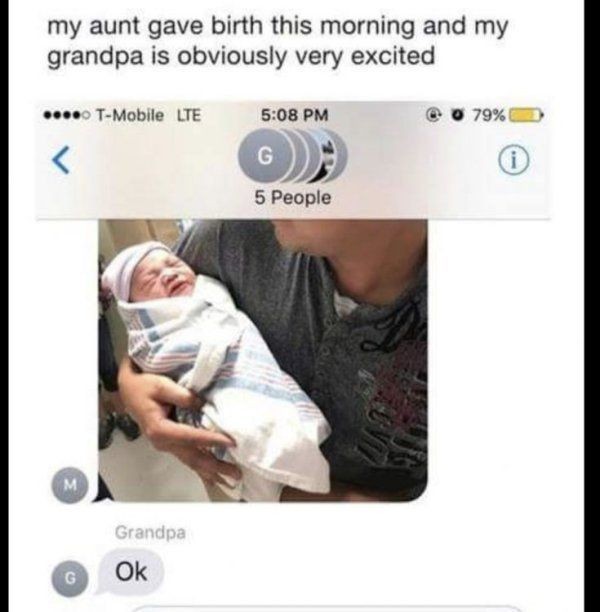 my aunt gave birth this morning and my
grandpa is obviously very excited
T-Mobile LTE 5:08 PM 79%
G
i
5 People
M
Grandpa
Ok
G